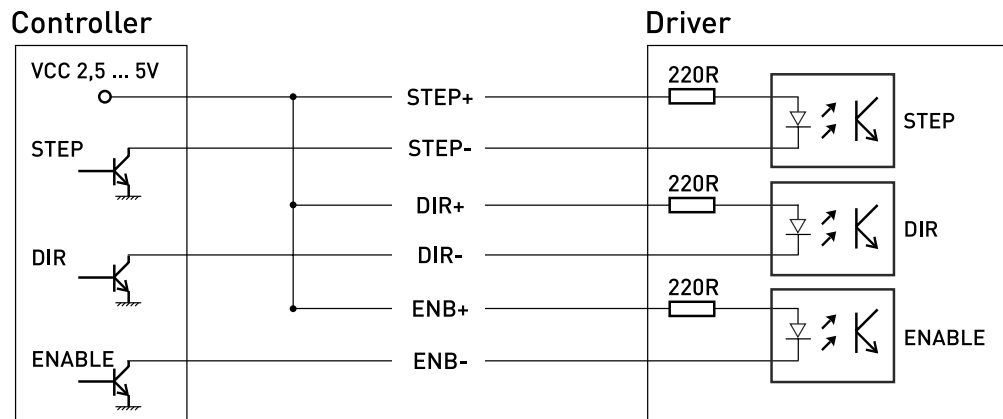 Controller
Driver
VCC 2,5 ... 5V
220R
STEP+
STEP
STEP
STEP-
220R
DIR+
DIR
DIR
DIR-
220R
ENB+
ENABLE
ENABLE
ENB-